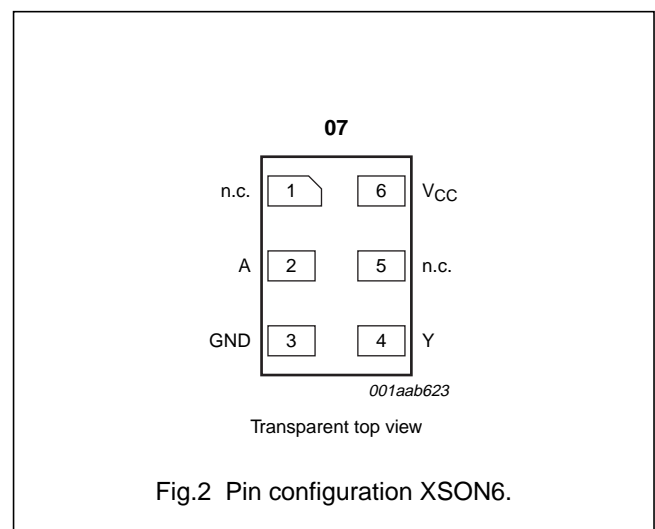 07
n.c. 1 6 VCC
A 2 5 n.c.
GND 3 4 Y
001aab623
Transparent top view
Fig.2 Pin configuration XSON6.